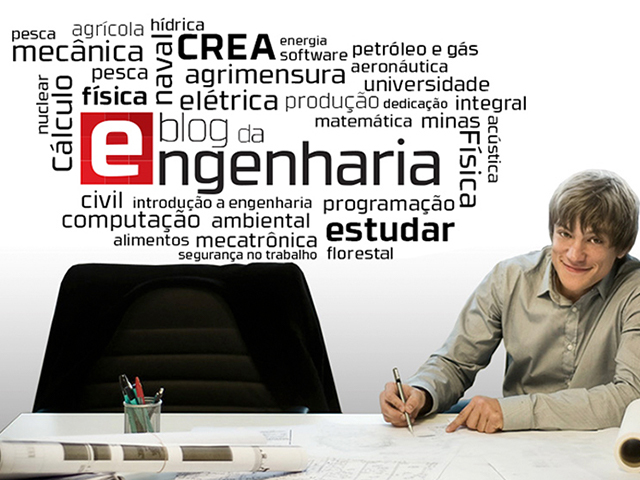 hídrica
pesca
agrícola
mecânica
naval
CREA
energia
software
petróleo e gás
aeronáutica
nuclear
Cálculo
pesca
física
agrimensura
universidade
elétrica
produção
dedicação
integral
matemática
minas
Física
acústica
e
blog da
ngenharia
civil
introdução a engenharia
programação
computação
ambiental
estudar
alimentos
mecatrônica
segurança no trabalho
florestal